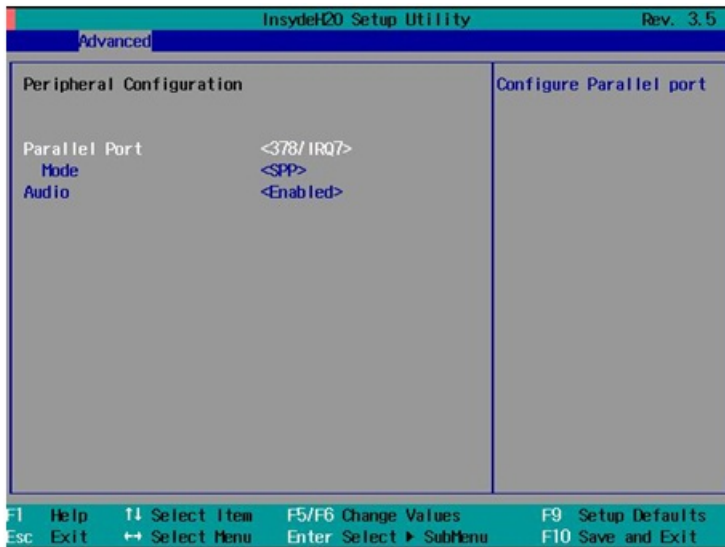 InsydeH2O Setup Utility Rev. 3.5
Advanced
Peripheral Configuration
Configure Parallel port
Parallel Port <378/IRQ7>
Mode <SPP>
Audio <Enabled>
F1 Help ↑↓ Select Item F5/F6 Change Values F9 Setup Defaults
Esc Exit ↔ Select Menu Enter Select ▶ SubMenu F10 Save and Exit